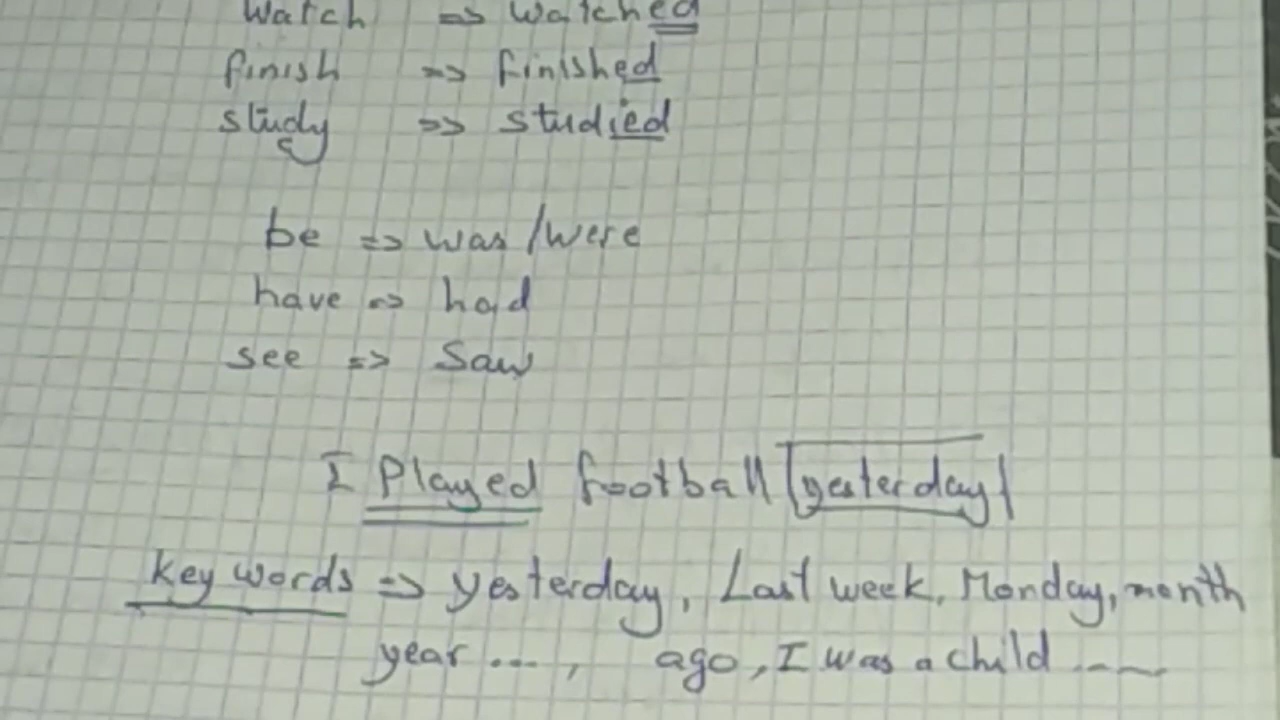 watch => watched
finish => finished
study => studied
be => was/were
have => had
see => saw
I Played football yesterday
key words => yesterday, Last week, Monday, month
year ...., ago, I was a child ----